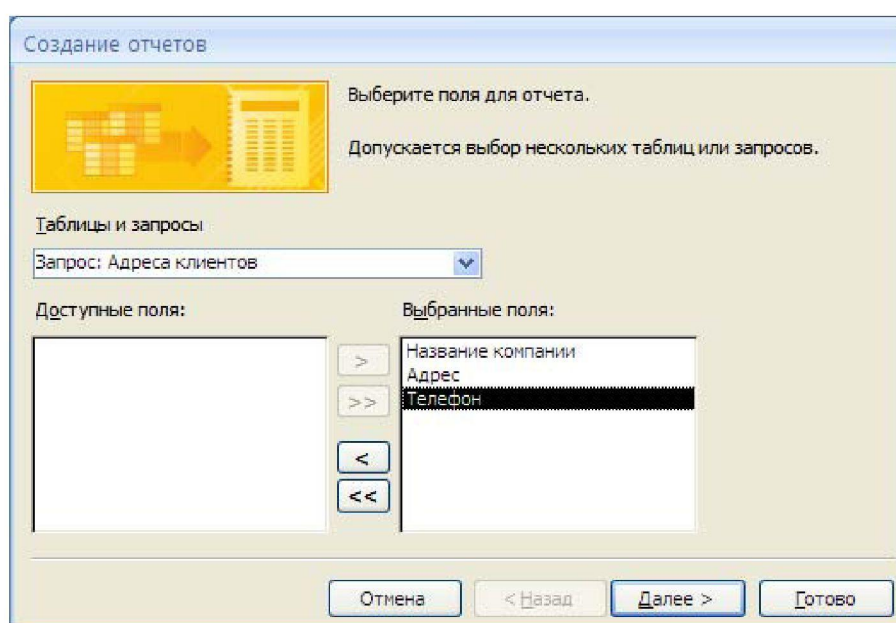 Создание отчетов
Выберите поля для отчета.
Допускается выбор нескольких таблиц или запросов.
Таблицы и запросы
Запрос: Адреса клиентов
Доступные поля:
Выбранные поля:
>
>>
<
<<
Название компании
Адрес
Телефон
Отмена
< Назад
Далее >
Готово